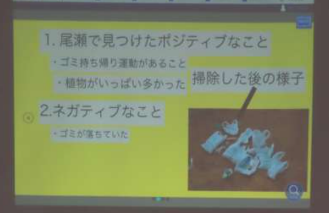 1. 尾瀬で見つけたポジティブなこと
・ゴミ持ち帰り運動があること
・植物がいっぱい多かった
掃除した後の様子
2.ネガティブなこと
・ゴミが落ちていた